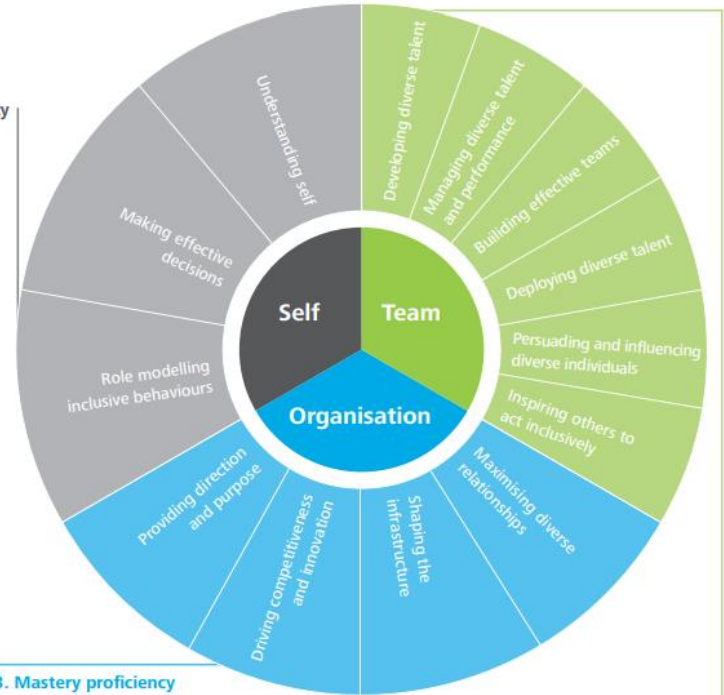 ty
Understanding self
Making effective
decisions
Role modelling
inclusive behaviours
Developing diverse talent
Managing diverse talent
and performance
Builiding effective teams
Deploying diverse talent
Persuading and influencing
diverse individuals
Inspiring others to
act inclusively
Self
Team
Organisation
Maximising diverse
relationships
Shaping the
infrastructure
Driving competitiveness
and innovation
Providing direction
and purpose
3. Mastery proficiency